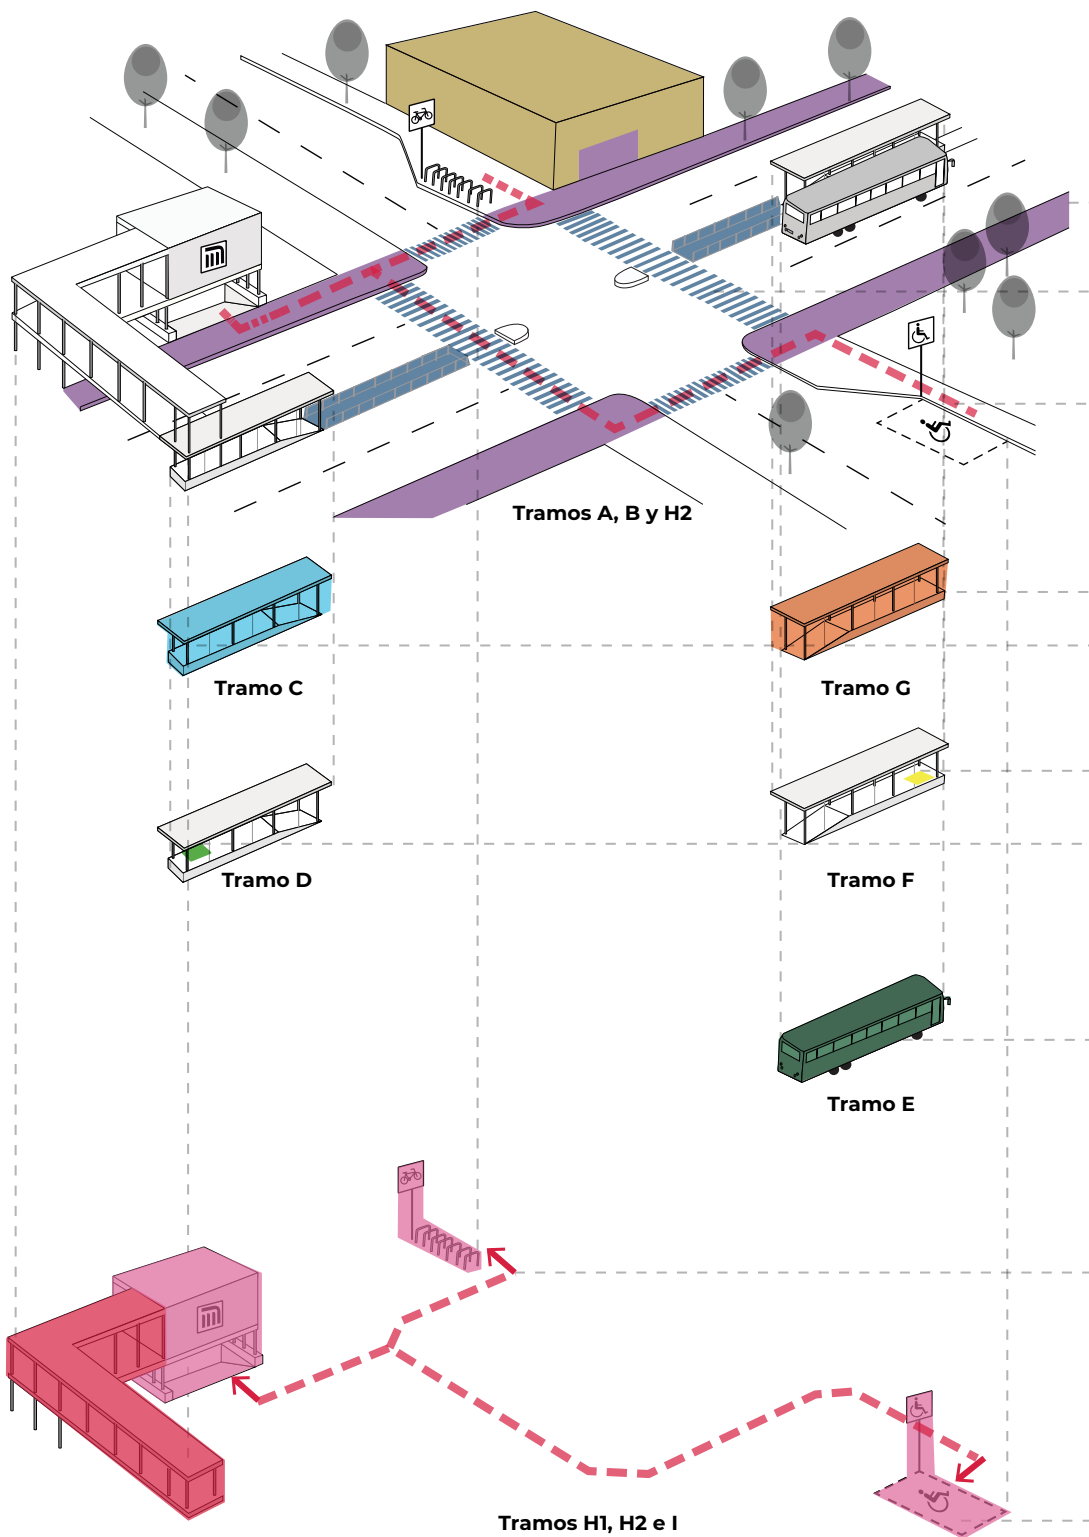 Tramos A, B y H2
Tramo C
Tramo G
Tramo D
Tramo F
Tramo E
Tramos H1, H2 e I